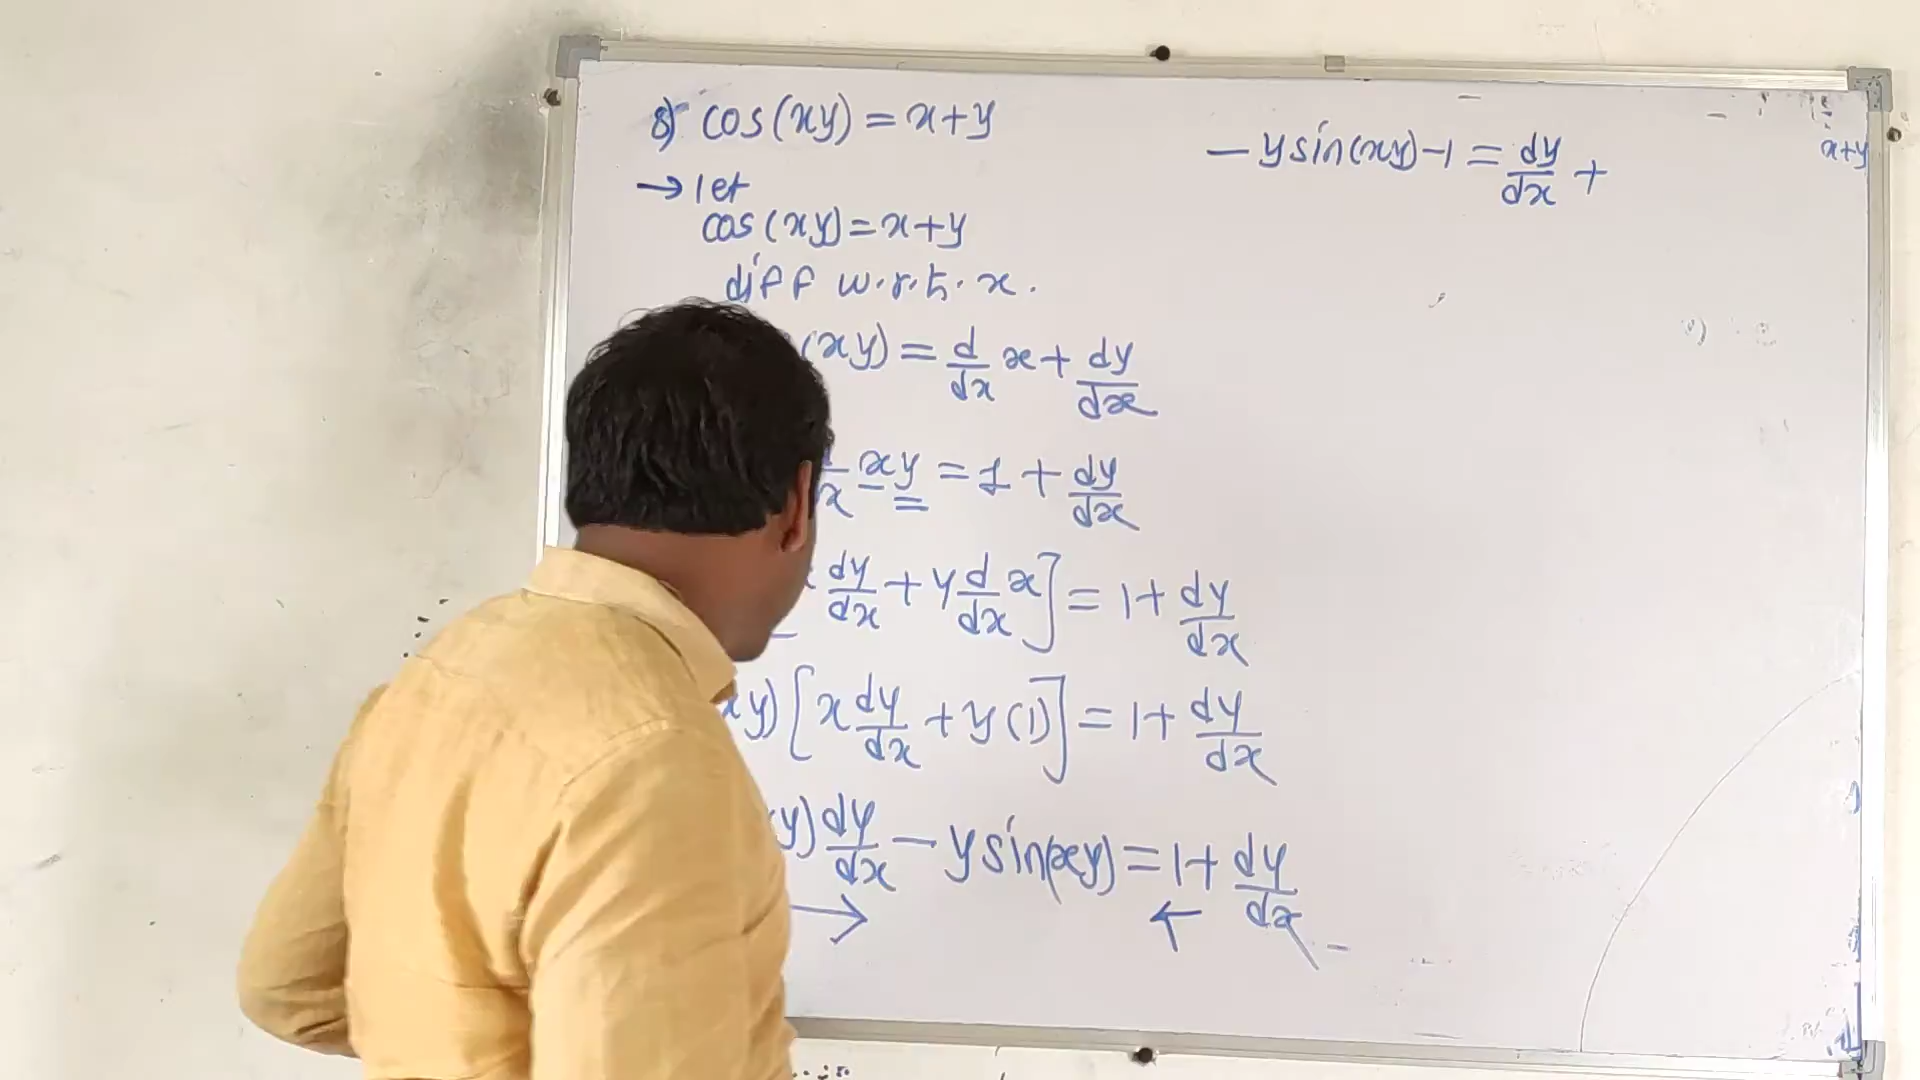 8) cos(xy) = x+y
→ let
cos(xy) = x+y
diff w.r.t. x.
(xy) = d/dx x + dy/dx
xy = 1 + dy/dx
dy/dx + y d/dx x] = 1 + dy/dx
xy) [x dy/dx + y(1)] = 1 + dy/dx
y) dy/dx - y sin(xy) = 1 + dy/dx
→ ←
- y sin(xy) - 1 = dy/dx +
x+y